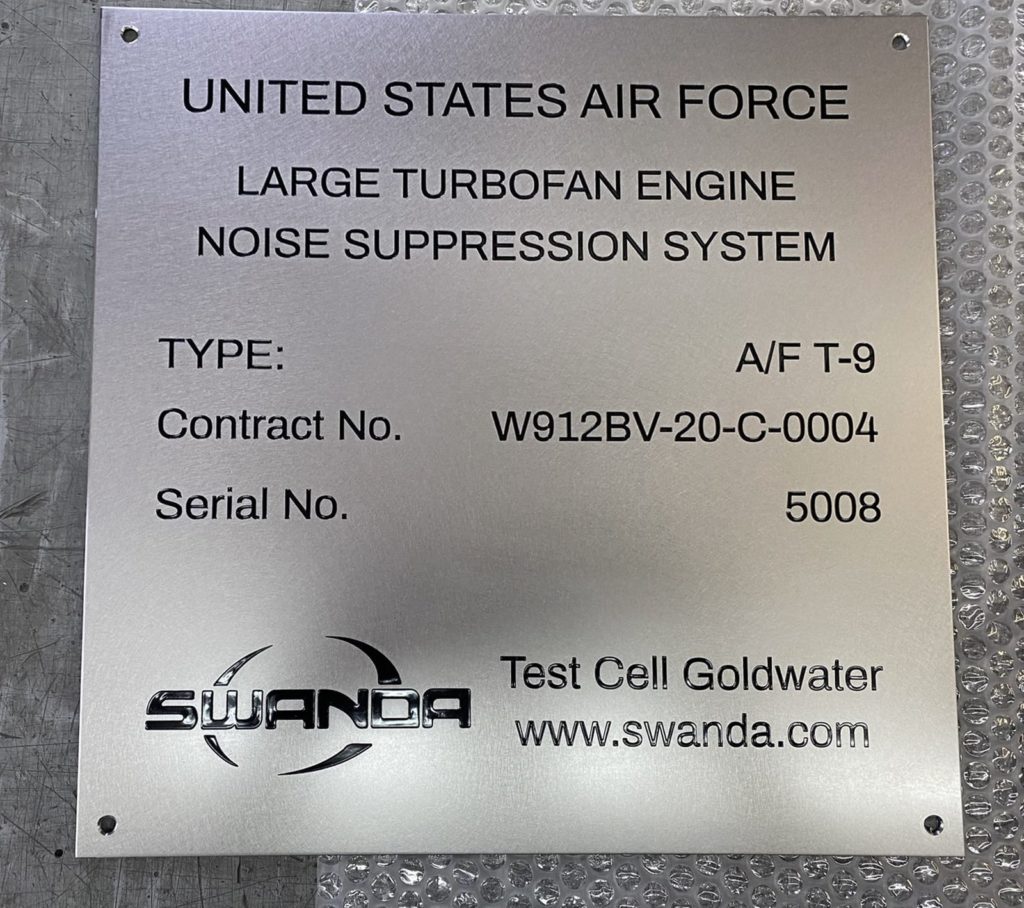 UNITED STATES AIR FORCE
LARGE TURBOFAN ENGINE
NOISE SUPPRESSION SYSTEM
TYPE: A/F T-9
Contract No. W912BV-20-C-0004
Serial No. 5008
SWANDA
Test Cell Goldwater
www.swanda.com